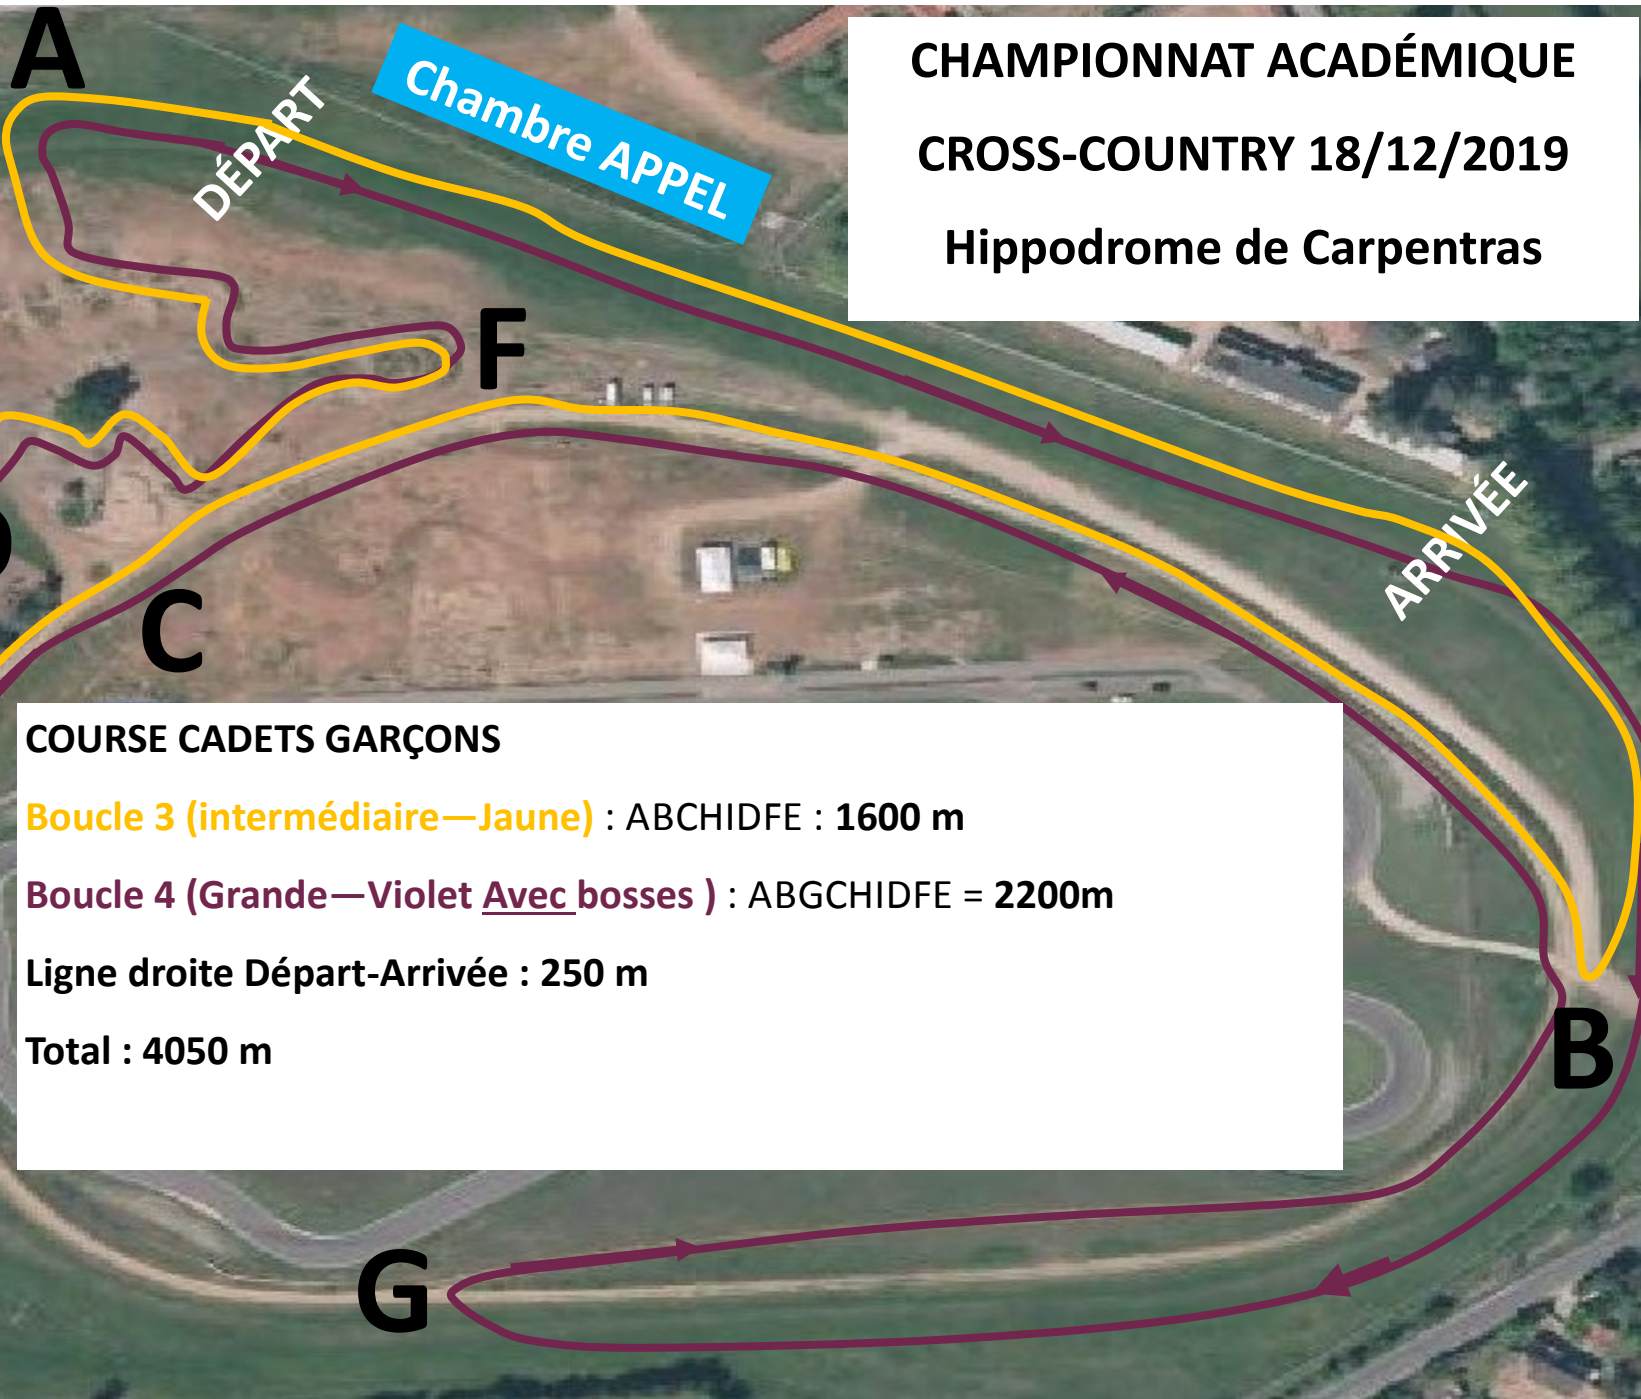 A
DÉPART
Chambre APPEL
CHAMPIONNAT ACADÉMIQUE
CROSS-COUNTRY 18/12/2019
Hippodrome de Carpentras
F
ARRIVÉE
D
C
COURSE CADETS GARÇONS
Boucle 3 (intermédiaire—Jaune) : ABCHIDFE : 1600 m
Boucle 4 (Grande—Violet Avec bosses ) : ABGCHIDFE = 2200m
Ligne droite Départ-Arrivée : 250 m
Total : 4050 m
B
G